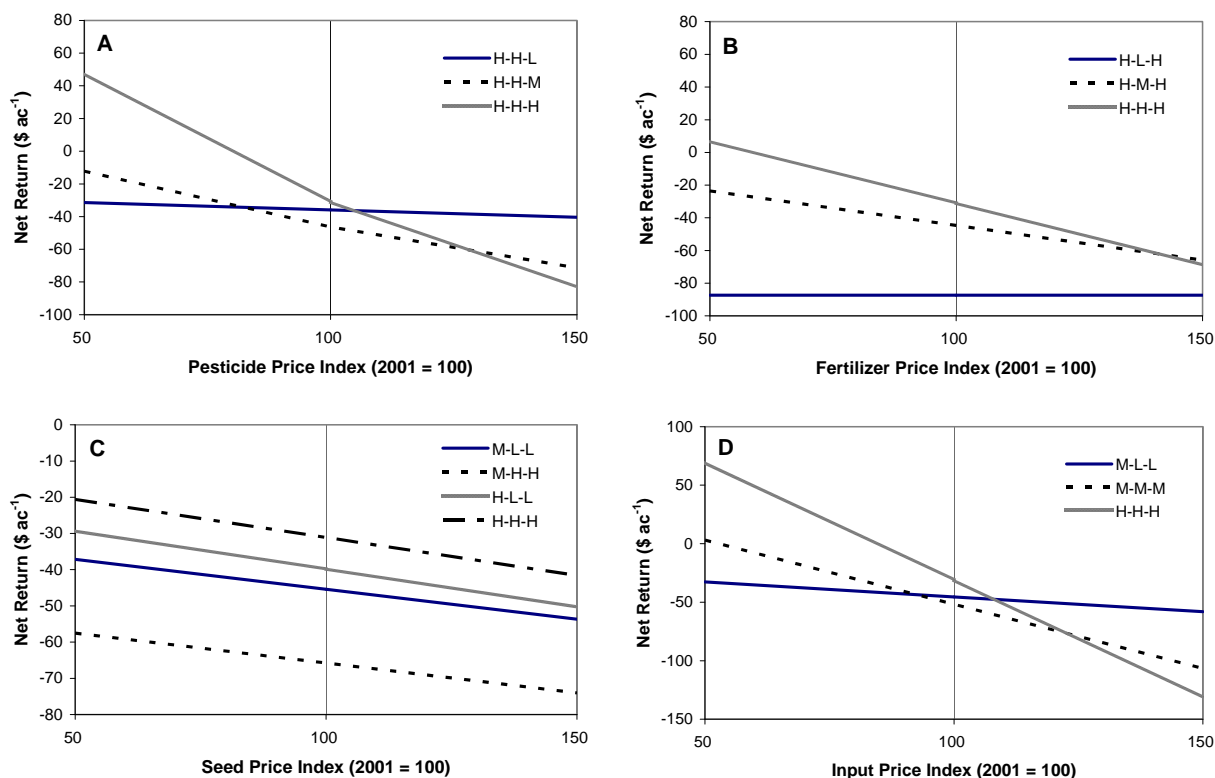 A
80
60
40
20
0
-20
-40
-60
-80
-100
50
100
150
Net Return ($ ac⁻¹)
Pesticide Price Index (2001 = 100)
H-H-L
H-H-M
H-H-H
B
80
60
40
20
0
-20
-40
-60
-80
-100
50
100
150
Net Return ($ ac⁻¹)
Fertilizer Price Index (2001 = 100)
H-L-H
H-M-H
H-H-H
C
0
-10
-20
-30
-40
-50
-60
-70
-80
50
100
150
Net Return ($ ac⁻¹)
Seed Price Index (2001 = 100)
M-L-L
M-H-H
H-L-L
H-H-H
D
100
50
0
-50
-100
-150
50
100
150
Net Return ($ ac⁻¹)
Input Price Index (2001 = 100)
M-L-L
M-M-M
H-H-H